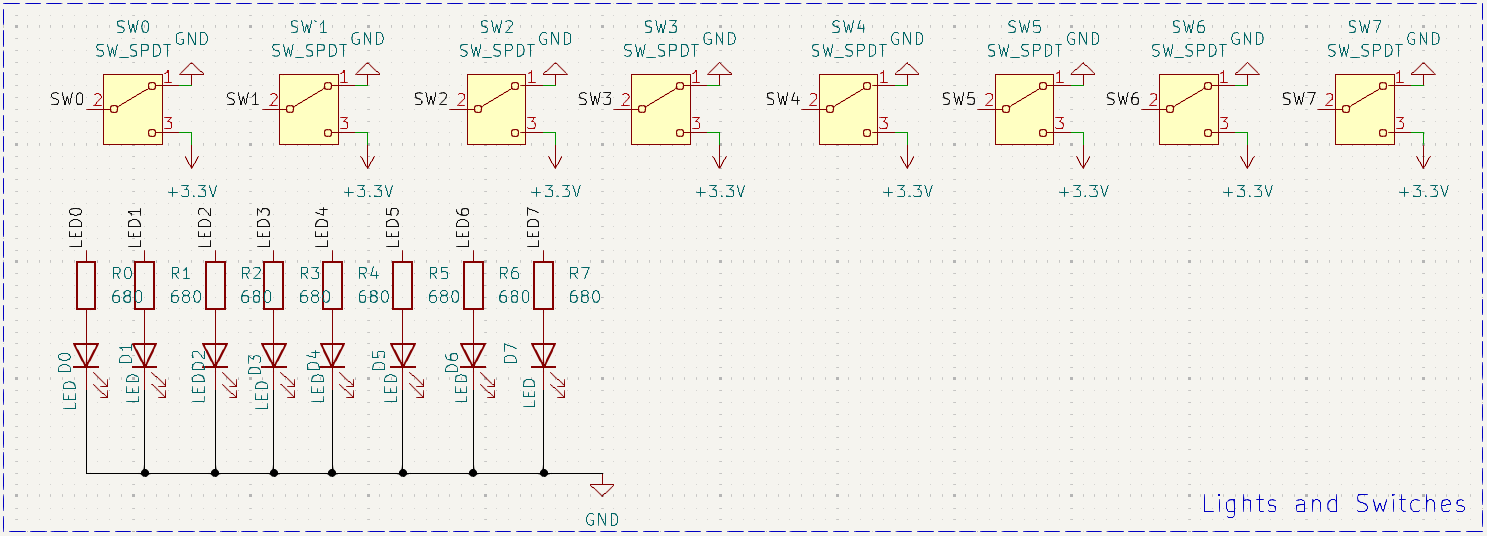 SW0 SW`1 SW2 SW3 SW4 SW5 SW6 SW7
GND GND GND GND GND GND GND GND
SW_SPDT SW_SPDT SW_SPDT SW_SPDT SW_SPDT SW_SPDT SW_SPDT SW_SPDT
1 1 1 1 1 1 1 1
SW0 2 SW1 2 SW2 2 SW3 2 SW4 2 SW5 2 SW6 2 SW7 2
3 3 3 3 3 3 3 3
+3.3V +3.3V +3.3V +3.3V +3.3V +3.3V +3.3V +3.3V
LED0 LED1 LED2 LED3 LED4 LED5 LED6 LED7
R0 R1 R2 R3 R4 R5 R6 R7
680 680 680 680 680 680 680 680
D0 D1 D2 D3 D4 D5 D6 D7
LED LED LED LED LED LED LED LED
Lights and Switches
GND